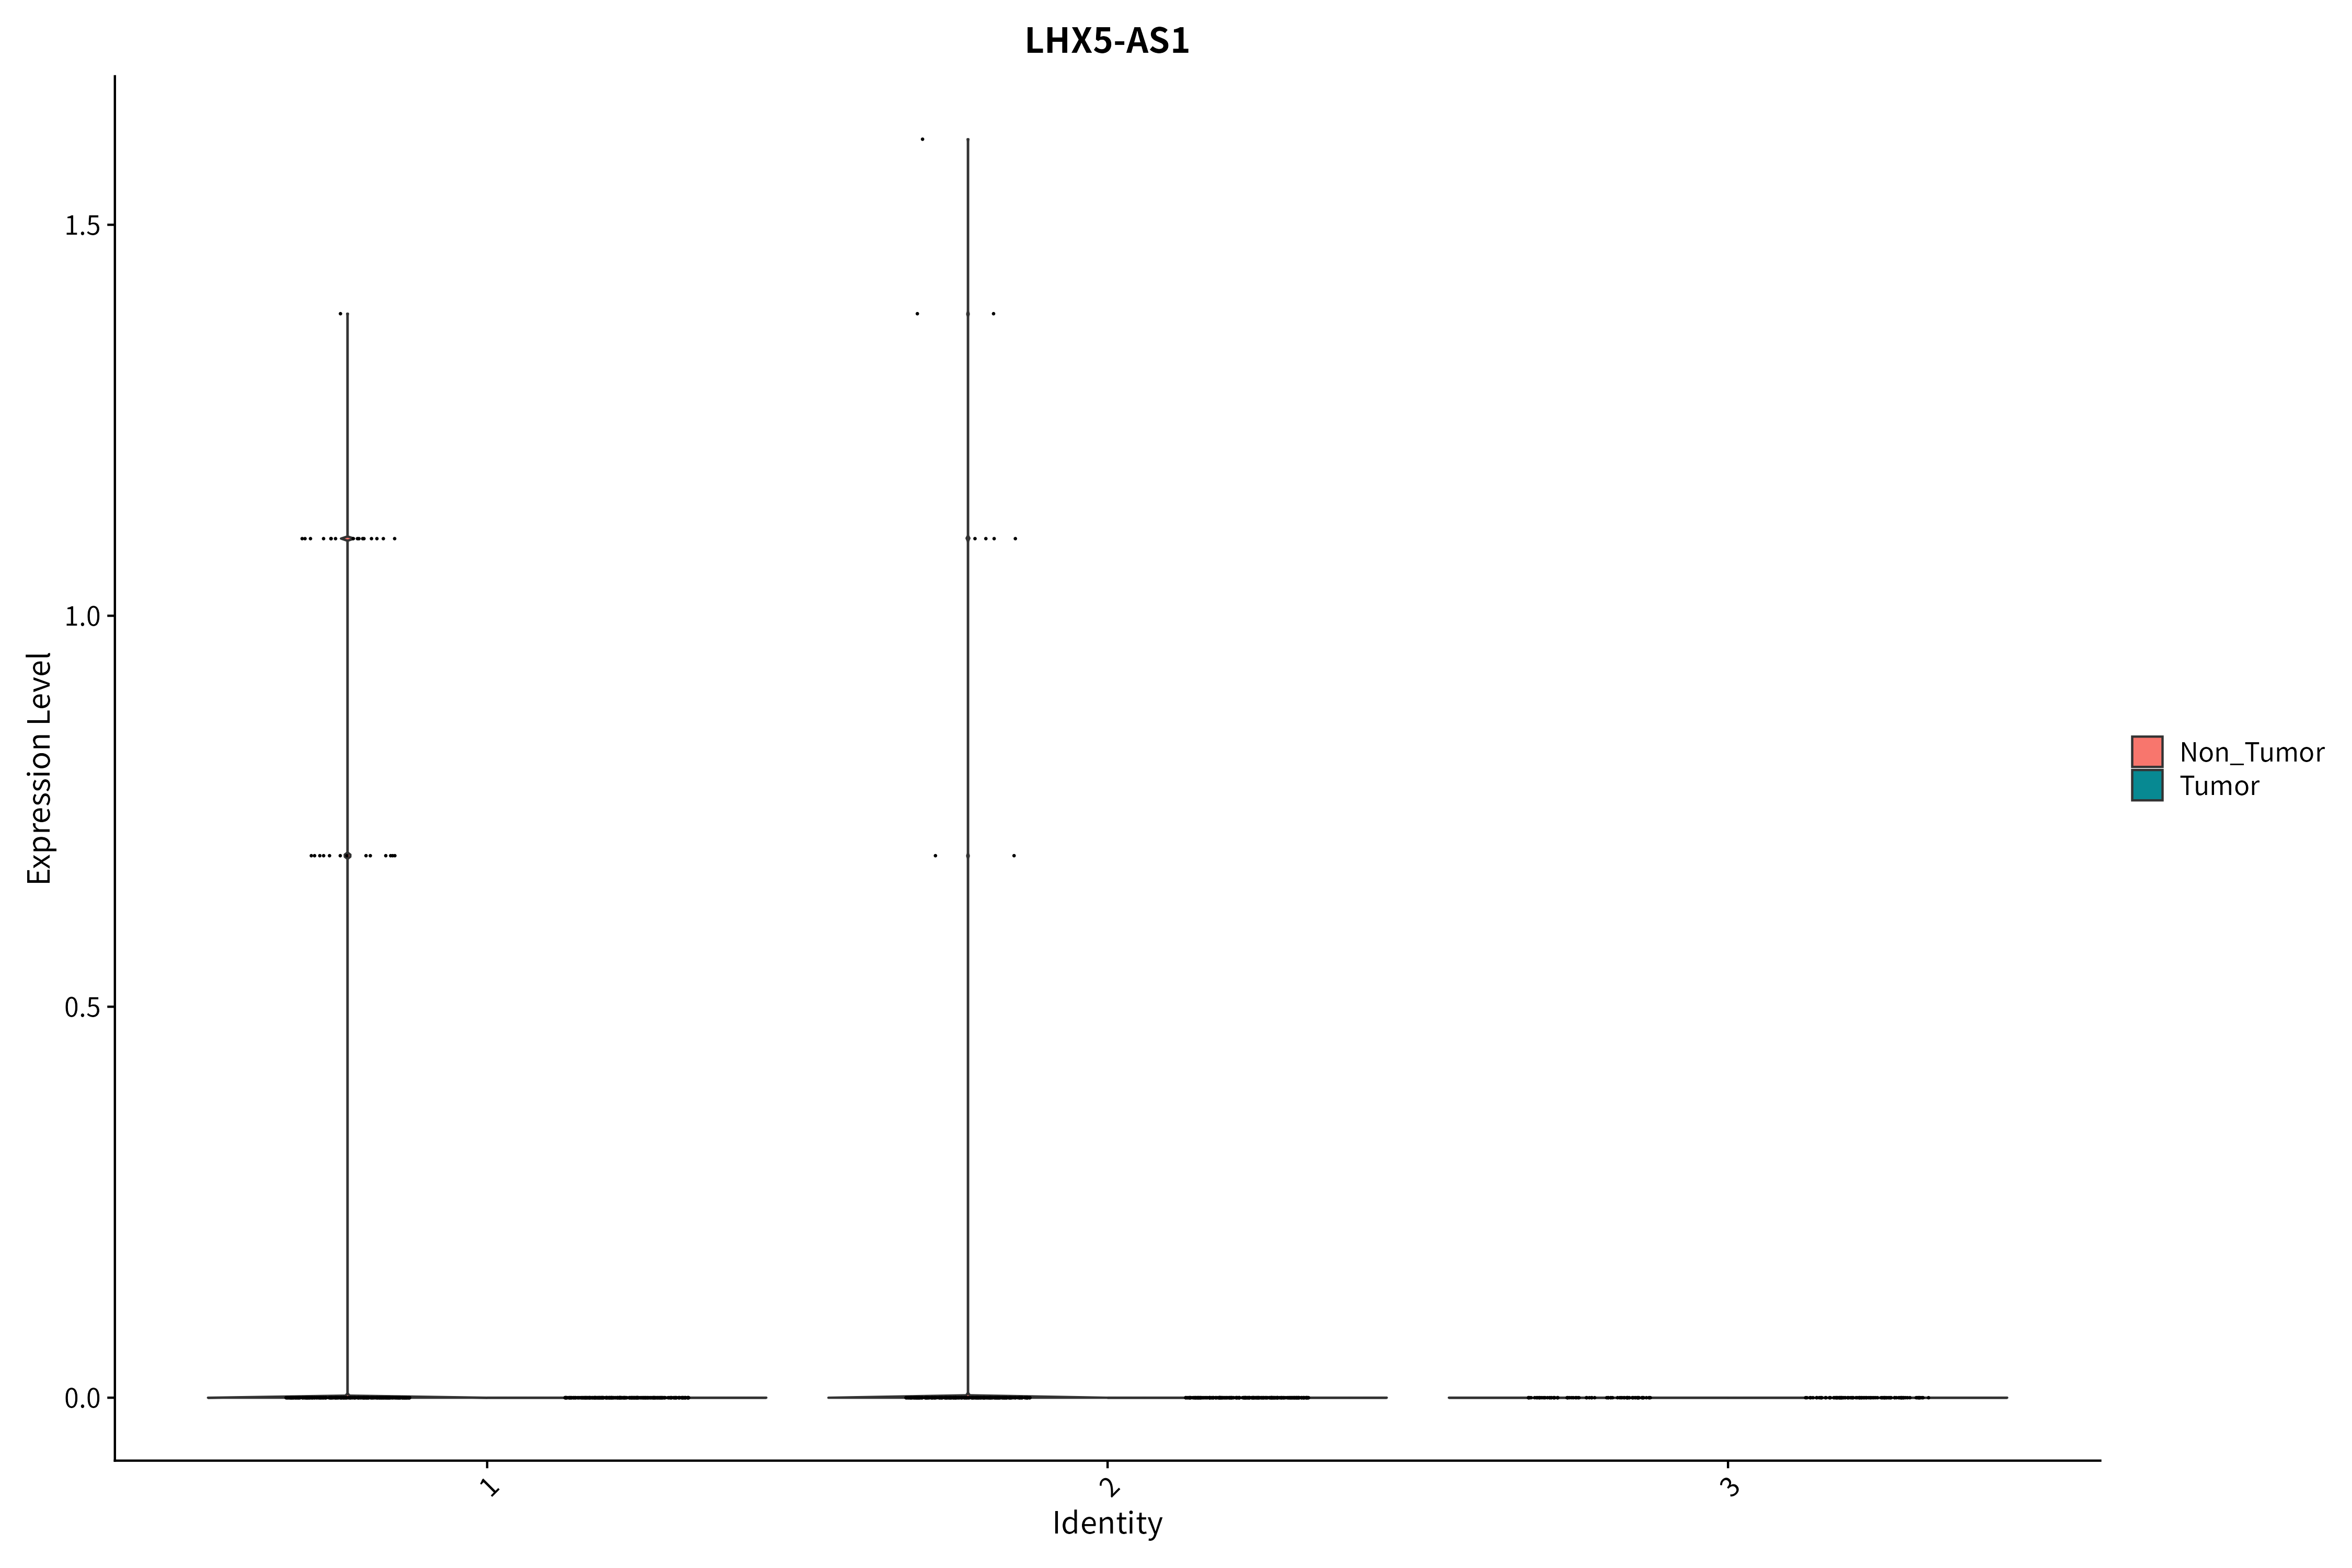 LHX5-AS1
Expression Level
1.5
1.0
0.5
0.0
1
2
3
Identity
Non_Tumor
Tumor